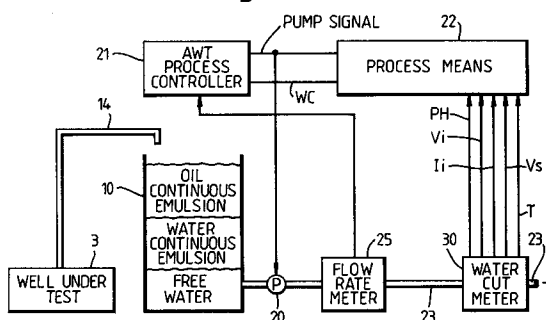 PUMP SIGNAL
22
21
AWT
PROCESS
CONTROLLER
PROCESS MEANS
WC
14
PH
Vi
Ii
Vs
T
10
OIL
CONTINUOUS
EMULSION
WATER
CONTINUOUS
EMULSION
FREE
WATER
3
WELL UNDER
TEST
P
20
25
FLOW
RATE
METER
23
30
WATER
CUT
METER
23